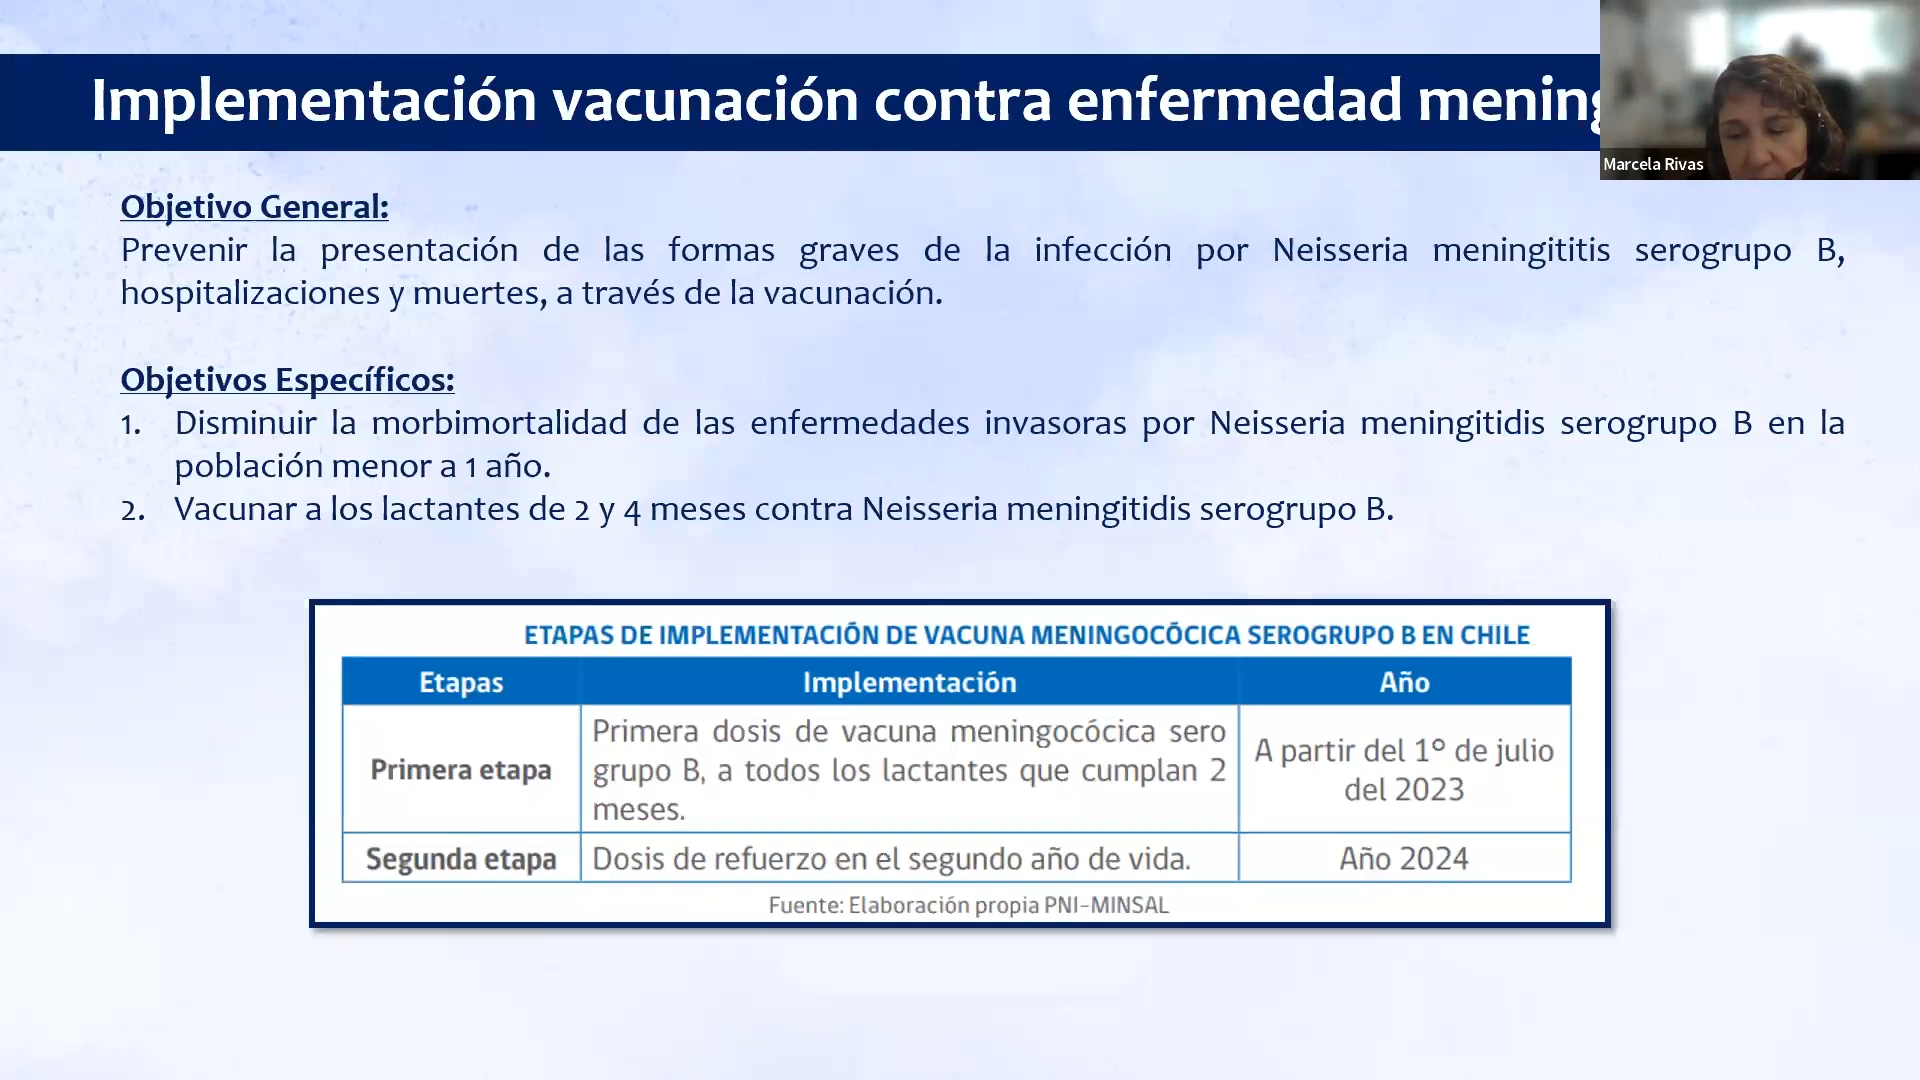 Implementación vacunación contra enfermedad mening
Marcela Rivas
Objetivo General:
Prevenir la presentación de las formas graves de la infección por Neisseria meningititis serogrupo B,
hospitalizaciones y muertes, a través de la vacunación.
Objetivos Específicos:
1. Disminuir la morbimortalidad de las enfermedades invasoras por Neisseria meningitidis serogrupo B en la
población menor a 1 año.
2. Vacunar a los lactantes de 2 y 4 meses contra Neisseria meningitidis serogrupo B.
ETAPAS DE IMPLEMENTACIÓN DE VACUNA MENINGOCÓCICA SEROGRUPO B EN CHILE
Etapas Implementación Año
Primera etapa
Primera dosis de vacuna meningocócica sero
grupo B, a todos los lactantes que cumplan 2
meses.
A partir del 1° de julio
del 2023
Segunda etapa Dosis de refuerzo en el segundo año de vida. Año 2024
Fuente: Elaboración propia PNI-MINSAL